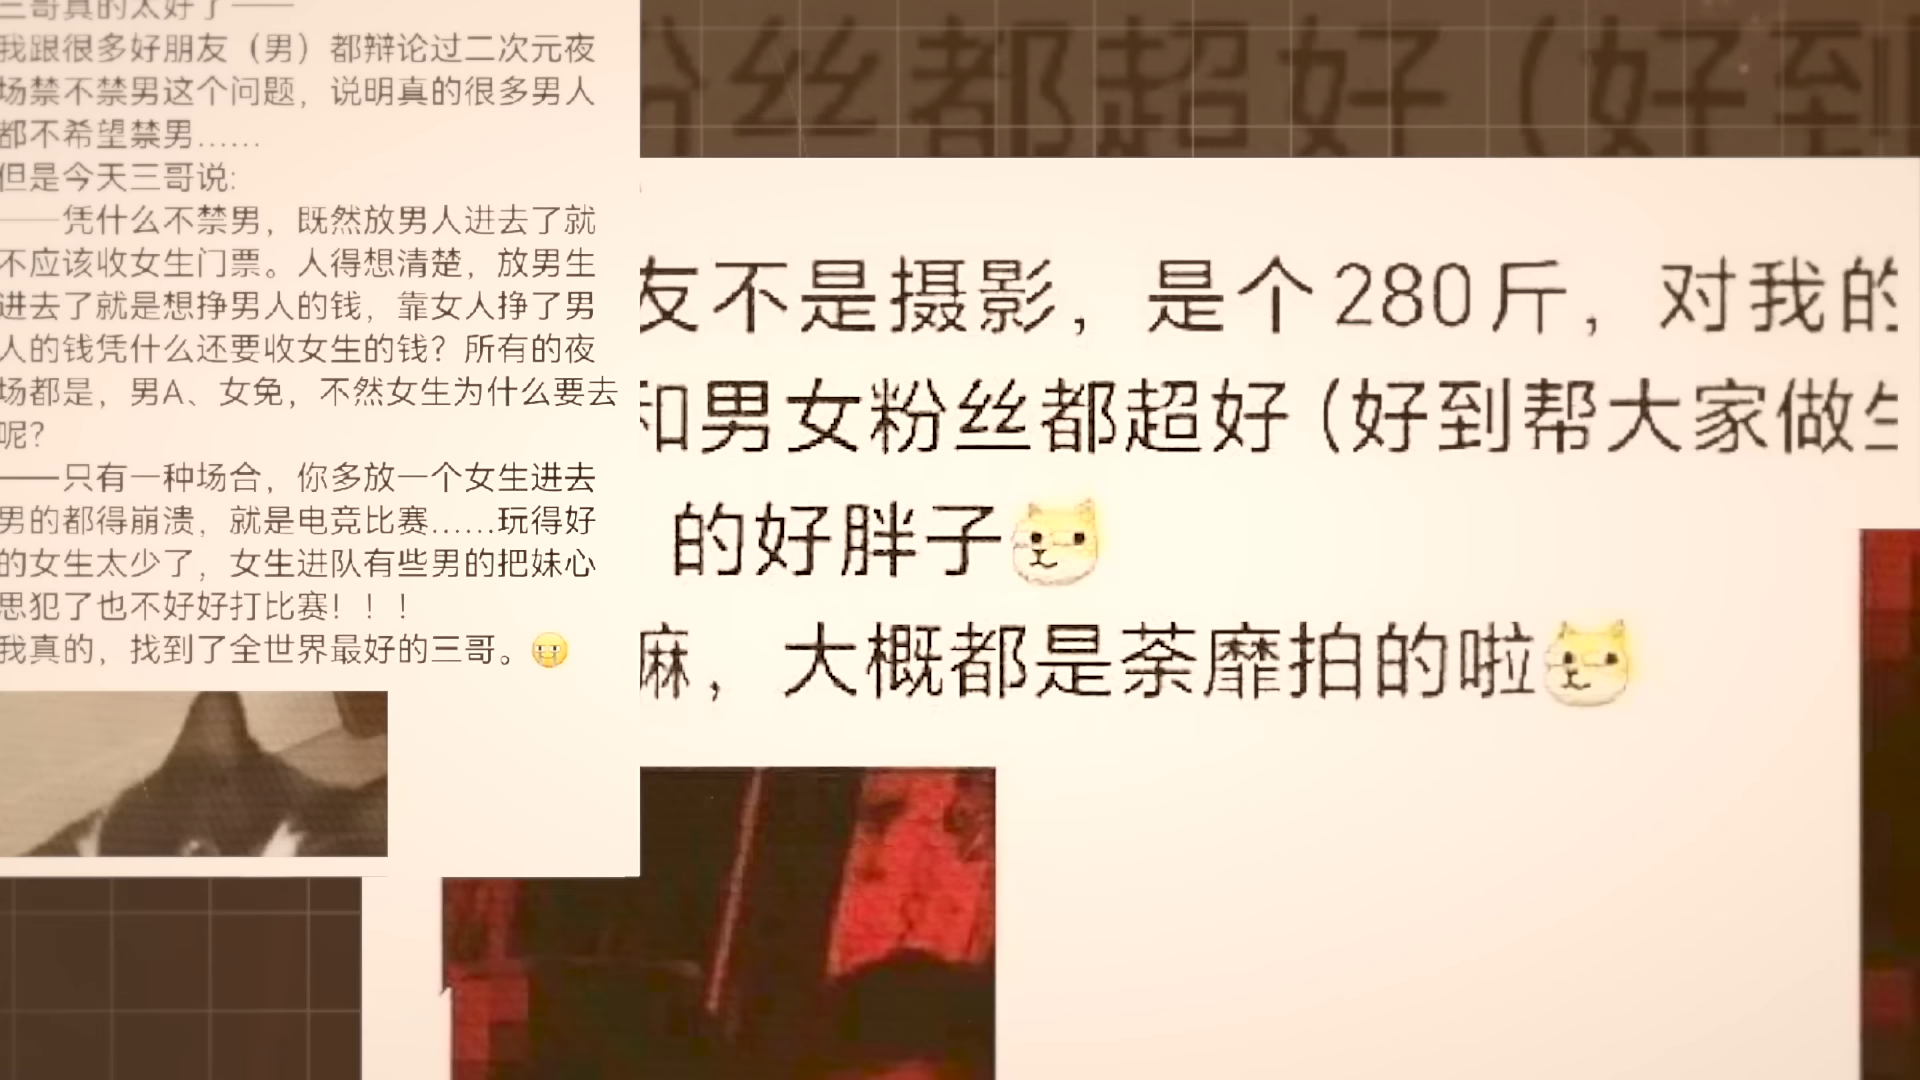 三哥真的太好了——
我跟很多好朋友（男）都辩论过二次元夜
场禁不禁男这个问题，说明真的很多男人
都不希望禁男……
但是今天三哥说:
——凭什么不禁男，既然放男人进去了就
不应该收女生门票。人得想清楚，放男生
进去了就是想挣男人的钱，靠女人挣了男
人的钱凭什么还要收女生的钱？所有的夜
场都是，男A、女免，不然女生为什么要去
呢？
——只有一种场合，你多放一个女生进去
男的都得崩溃，就是电竞比赛……玩得好
的女生太少了，女生进队有些男的把妹心
思犯了也不好好打比赛！！！
我真的，找到了全世界最好的三哥。
粉丝都超好（好到
友不是摄影，是个280斤，对我的
和男女粉丝都超好（好到帮大家做生
的好胖子
麻，大概都是荼靡拍的啦